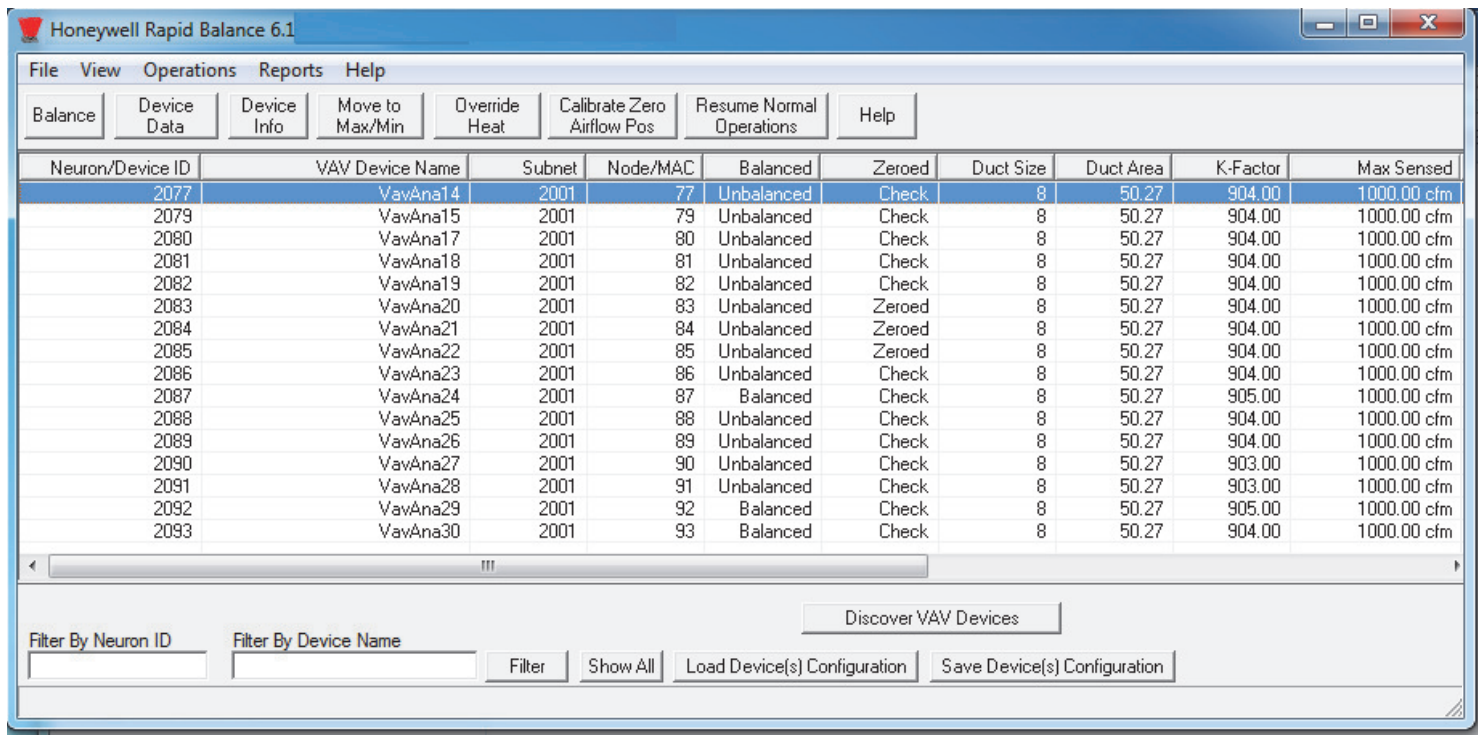 Honeywell Rapid Balance 6.1
File View Operations Reports Help
Balance Device Data Device Info Move to Max/Min Override Heat Calibrate Zero Airflow Pos Resume Normal Operations Help
Neuron/Device ID VAV Device Name Subnet Node/MAC Balanced Zeroed Duct Size Duct Area K-Factor Max Sensed
2077 VavAna14 2001 77 Unbalanced Check 8 50.27 904.00 1000.00 cfm
2079 VavAna15 2001 79 Unbalanced Check 8 50.27 904.00 1000.00 cfm
2080 VavAna17 2001 80 Unbalanced Check 8 50.27 904.00 1000.00 cfm
2081 VavAna18 2001 81 Unbalanced Check 8 50.27 904.00 1000.00 cfm
2082 VavAna19 2001 82 Unbalanced Check 8 50.27 904.00 1000.00 cfm
2083 VavAna20 2001 83 Unbalanced Zeroed 8 50.27 904.00 1000.00 cfm
2084 VavAna21 2001 84 Unbalanced Zeroed 8 50.27 904.00 1000.00 cfm
2085 VavAna22 2001 85 Unbalanced Zeroed 8 50.27 904.00 1000.00 cfm
2086 VavAna23 2001 86 Unbalanced Check 8 50.27 904.00 1000.00 cfm
2087 VavAna24 2001 87 Balanced Check 8 50.27 905.00 1000.00 cfm
2088 VavAna25 2001 88 Unbalanced Check 8 50.27 904.00 1000.00 cfm
2089 VavAna26 2001 89 Unbalanced Check 8 50.27 904.00 1000.00 cfm
2090 VavAna27 2001 90 Unbalanced Check 8 50.27 903.00 1000.00 cfm
2091 VavAna28 2001 91 Unbalanced Check 8 50.27 903.00 1000.00 cfm
2092 VavAna29 2001 92 Balanced Check 8 50.27 905.00 1000.00 cfm
2093 VavAna30 2001 93 Balanced Check 8 50.27 904.00 1000.00 cfm
Discover VAV Devices
Filter By Neuron ID Filter By Device Name
Filter Show All Load Device(s) Configuration Save Device(s) Configuration